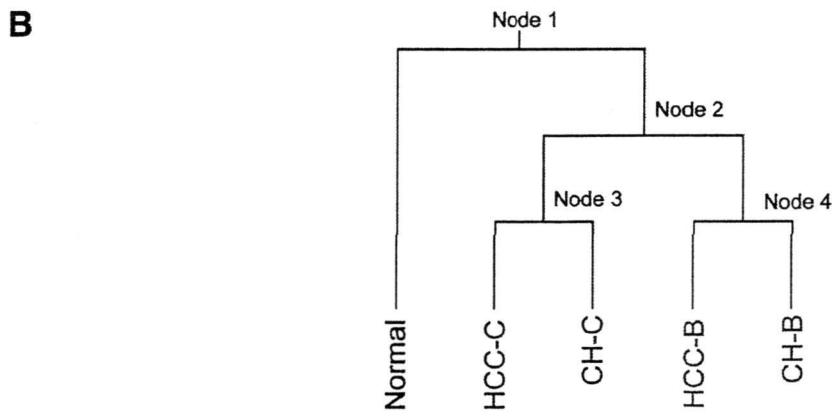 B
Node 1
Node 2
Node 3
Node 4
Normal
HCC-C
CH-C
HCC-B
CH-B